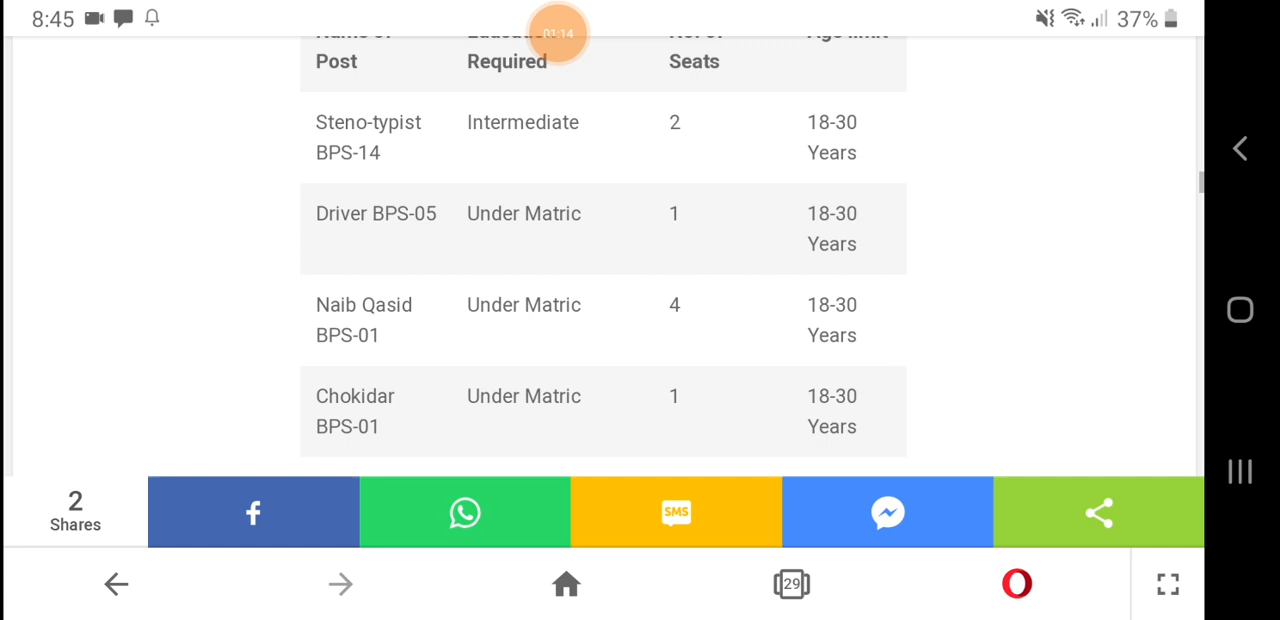 8:45
37%
01:14
Post Required Seats
Steno-typist Intermediate 2 18-30
BPS-14 Years
Driver BPS-05 Under Matric 1 18-30
Years
Naib Qasid Under Matric 4 18-30
BPS-01 Years
Chokidar Under Matric 1 18-30
BPS-01 Years
2
Shares
SMS
29